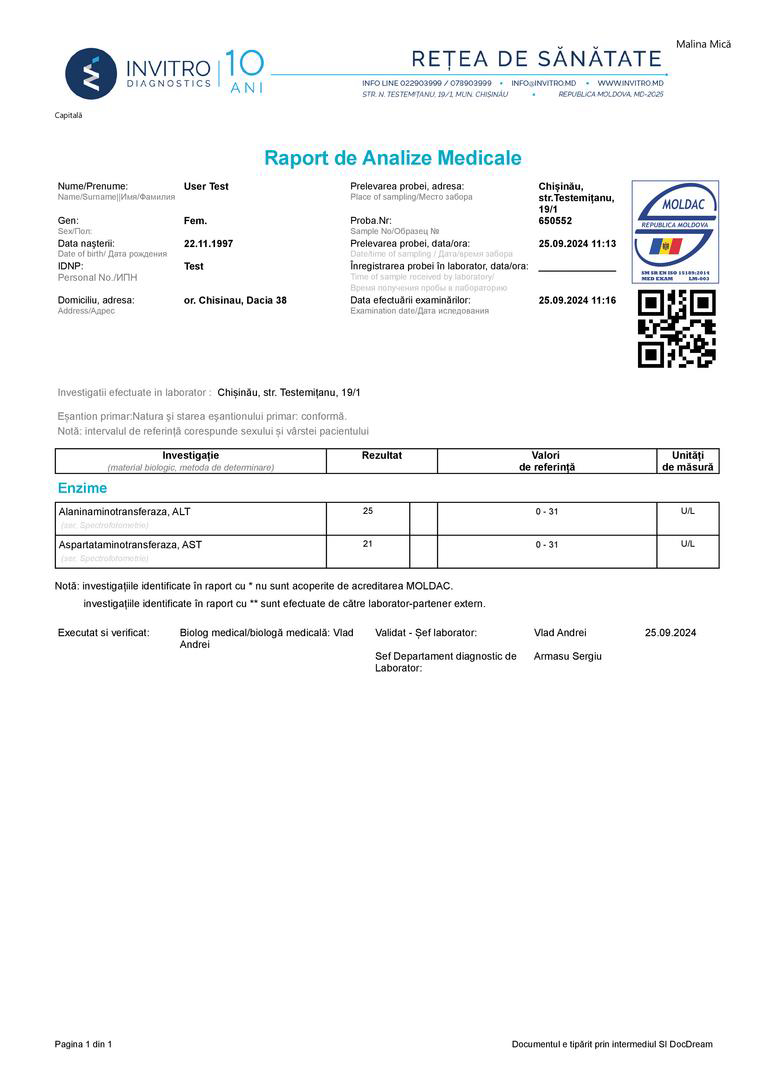 Malina Mică
INVITRO
DIAGNOSTICS
10
ANI
REȚEA DE SĂNĂTATE
INFO LINE 022903999 / 078903999 • INFO@INVITRO.MD • WWW.INVITRO.MD
STR. N. TESTEMIȚANU, 19/1, MUN. CHIȘINĂU • REPUBLICA MOLDOVA, MD-2025
Capitală
Raport de Analize Medicale
Nume/Prenume: User Test
Name/Surname||Имя/Фамилия
Gen: Fem.
Sex/Пол:
Data naşterii: 22.11.1997
Date of birth/ Дата рождения
IDNP: Test
Personal No./ИПН
Domiciliu, adresa: or. Chisinau, Dacia 38
Address/Адрес
Prelevarea probei, adresa: Chișinău,
Place of sampling/Место забора str.Testemițanu,
19/1
Proba.Nr: 650552
Sample No/Образец №
Prelevarea probei, data/ora: 25.09.2024 11:13
Date/time of sampling / Дата/время забора
Înregistrarea probei în laborator, data/ora: _______________
Time of sample received by laboratory/
Время получения пробы в лабораторию
Data efectuării examinărilor: 25.09.2024 11:16
Examination date/Дата иследования
MOLDAC
REPUBLICA MOLDOVA
SM SR EN ISO 15189:2014
MED EXAM LM-003
Investigatii efectuate in laborator : Chișinău, str. Testemițanu, 19/1
Eşantion primar:Natura şi starea eşantionului primar: conformă.
Notă: intervalul de referinţă corespunde sexului şi vârstei pacientului
Investigaţie Rezultat Valori Unităţi
(material biologic, metoda de determinare) de referinţă de măsură
Enzime
Alaninaminotransferaza, ALT 25 0 - 31 U/L
(ser, Spectrofotometrie)
Aspartataminotransferaza, AST 21 0 - 31 U/L
(ser, Spectrofotometrie)
Notă: investigaţiile identificate în raport cu * nu sunt acoperite de acreditarea MOLDAC.
investigaţiile identificate în raport cu ** sunt efectuate de către laborator-partener extern.
Executat si verificat: Biolog medical/biologă medicală: Vlad Validat - Șef laborator: Vlad Andrei 25.09.2024
Andrei
Sef Departament diagnostic de Armasu Sergiu
Laborator:
Pagina 1 din 1 Documentul e tipărit prin intermediul SI DocDream